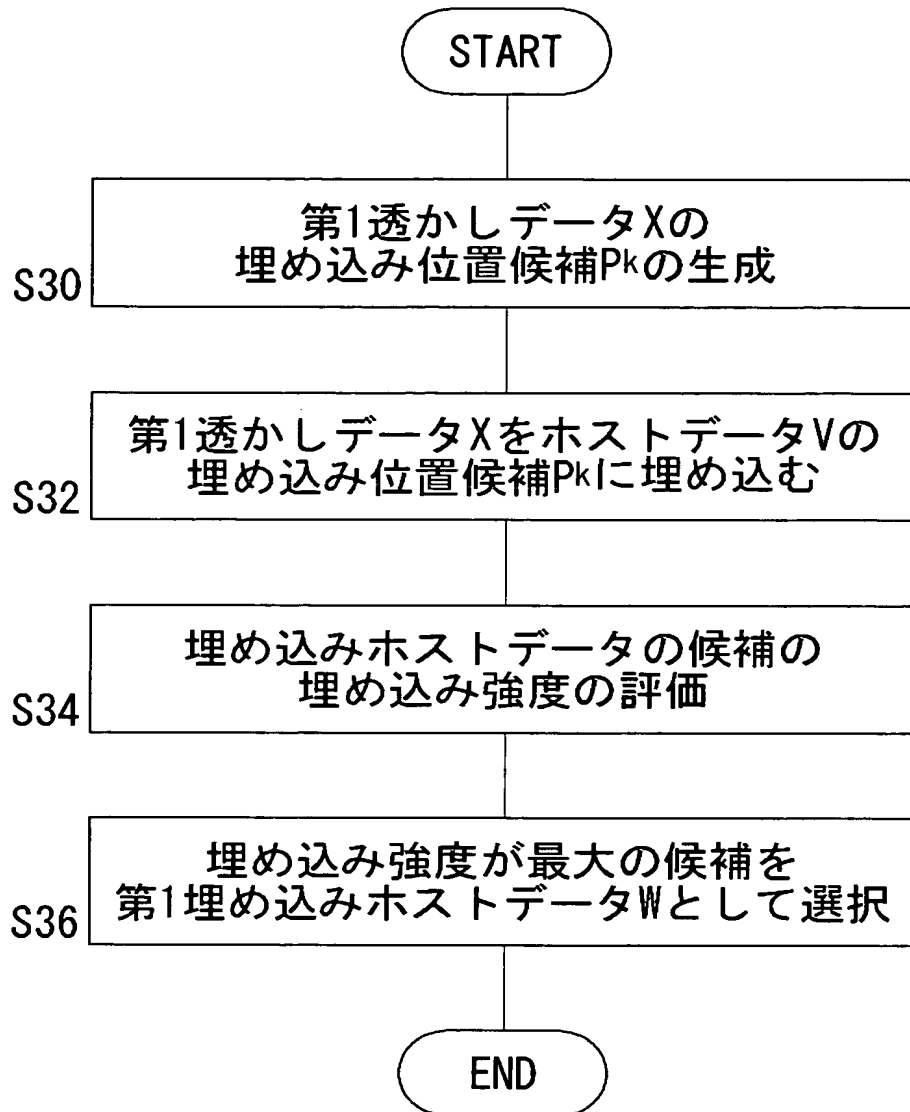 START
第1透かしデータXの
埋め込み位置候補Pkの生成
S30
第1透かしデータXをホストデータVの
埋め込み位置候補Pkに埋め込む
S32
埋め込みホストデータの候補の
埋め込み強度の評価
S34
埋め込み強度が最大の候補を
第1埋め込みホストデータWとして選択
S36
END